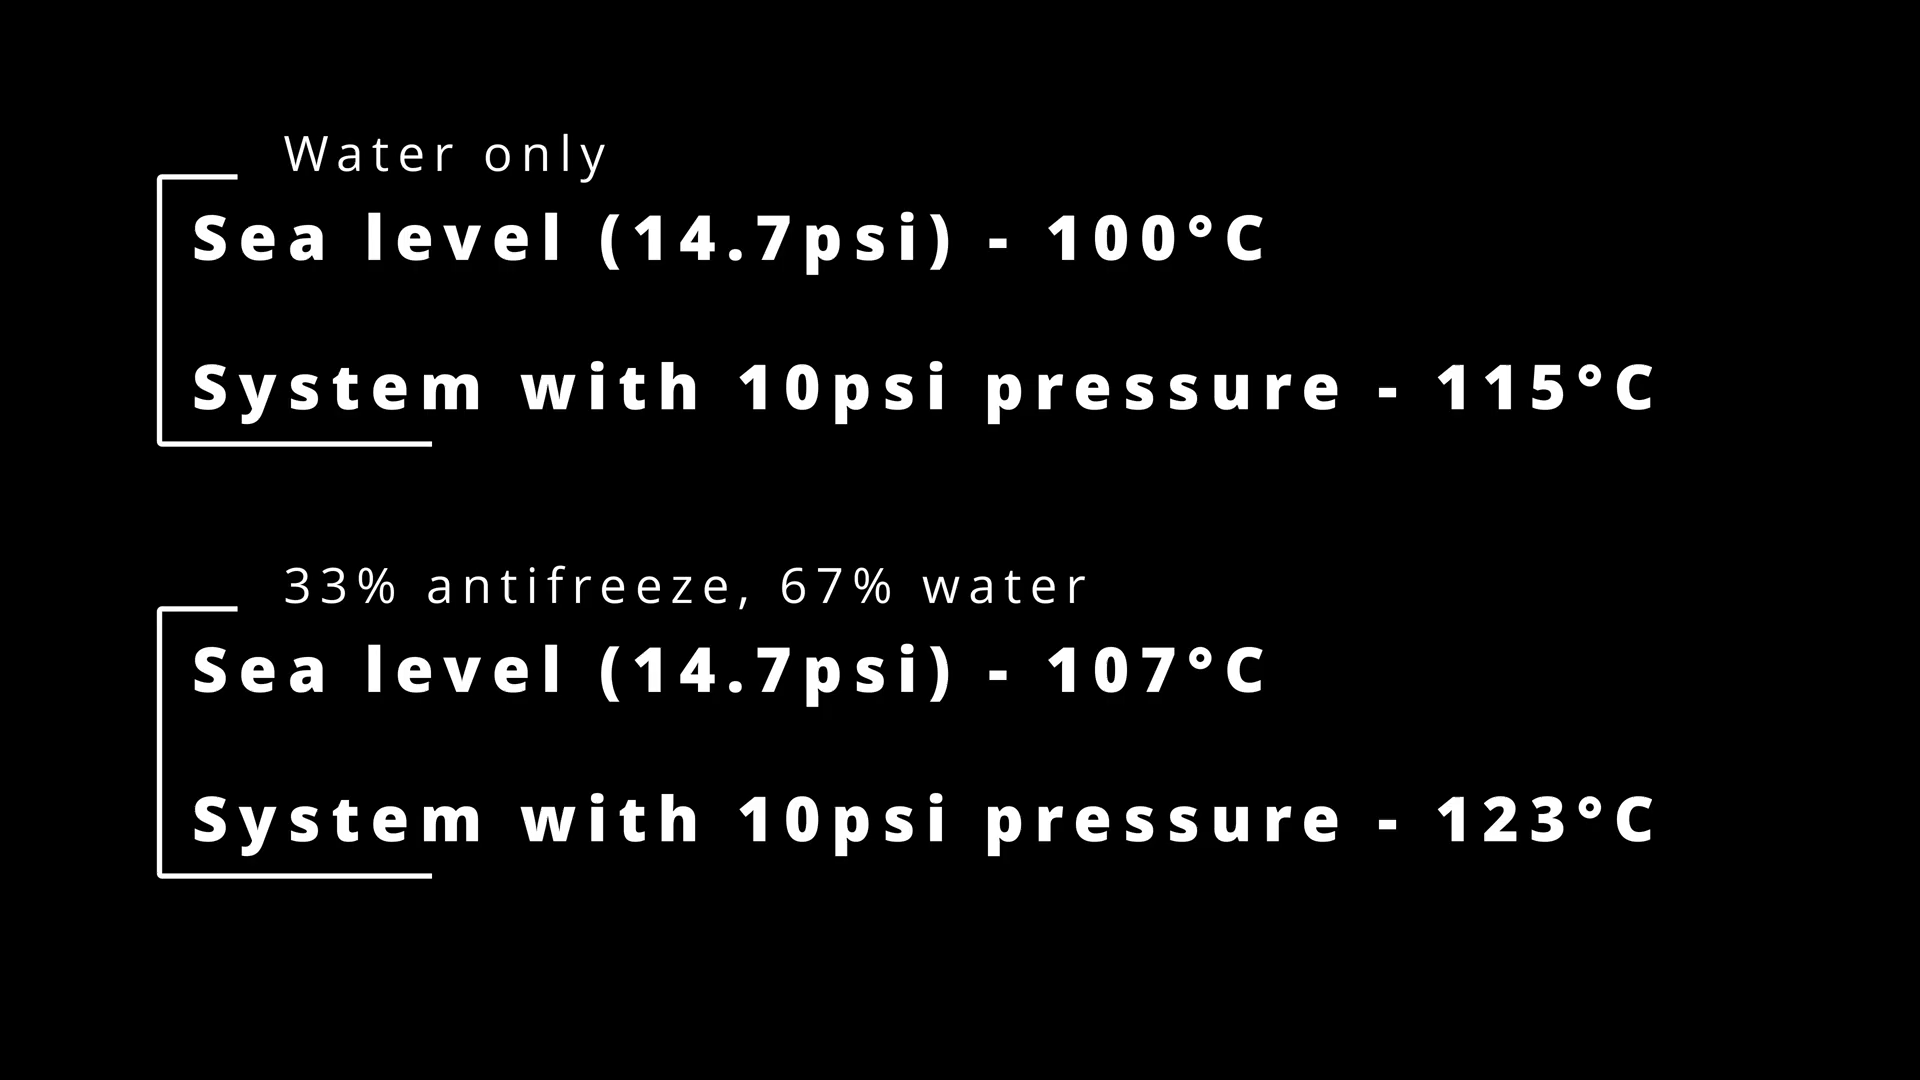 Water only
Sea level (14.7psi) - 100°C
System with 10psi pressure - 115°C
33% antifreeze, 67% water
Sea level (14.7psi) - 107°C
System with 10psi pressure - 123°C